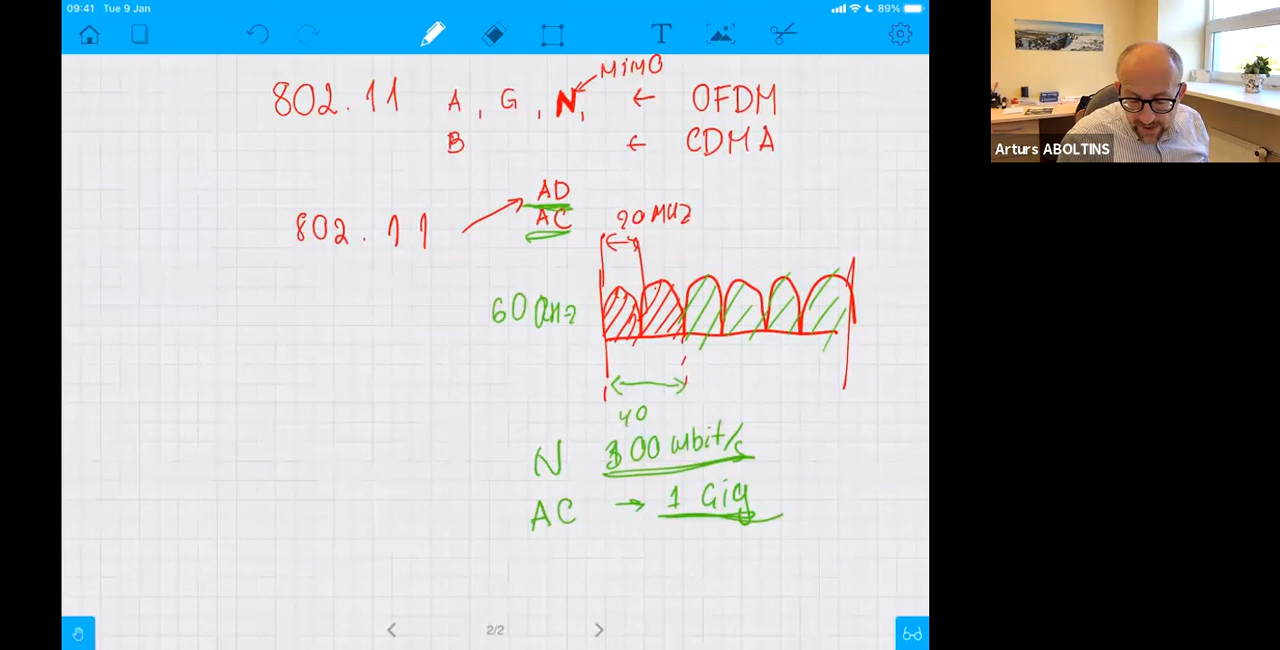 09:41 Tue 9 Jan
89%
MiMO
802.11 A, G, N, ← OFDM
B ← CDMA
AD
802.11 AC
20 MHz
60 GHz
40
N 300 mbit/s
AC → 1 Gig
2/2
Arturs ABOLTINS